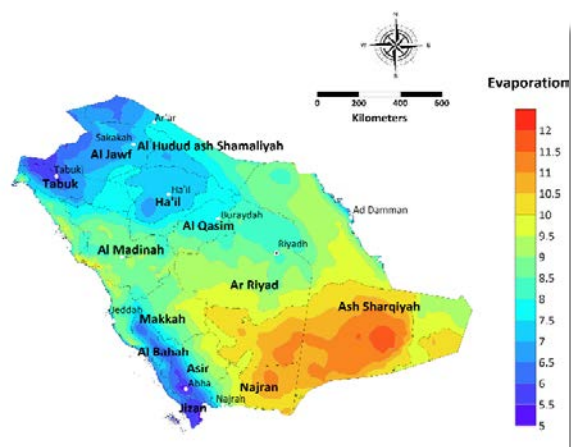 N
W E
S
0 200 400 600
Kilometers
Evaporation
12
11
10.5
10
9.5
9
8.5
8
7.5
7
6.5
6
5.5
5
Ar'ar
Sakakah
Al Jawf
Al Hudud ash Shamaliyah
Tabuk
Tabuk
Ha'il
Ha'il
Al Qasim
Buraydah
Ad Dammam
Al Madinah
Riyadh
Ar Riyad
Ash Sharqiyah
Jeddah
Makkah
Al Bahah
Asir
Abha
Najran
Najran
Jizan